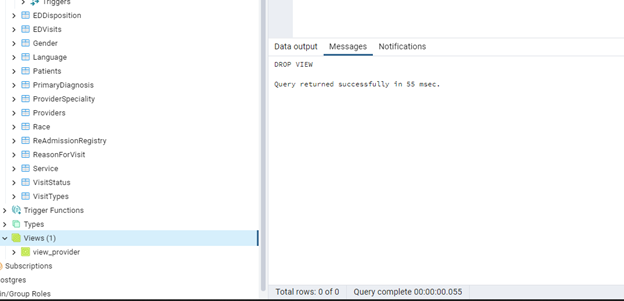 Triggers
EDDisposition
EDVisits
Gender
Language
Patients
PrimaryDiagnosis
ProviderSpeciality
Providers
Race
ReAdmissionRegistry
ReasonForVisit
Service
VisitStatus
VisitTypes
Trigger Functions
Types
Views (1)
view_provider
Subscriptions
ostgres
in/Group Roles
Data output Messages Notifications
DROP VIEW
Query returned successfully in 55 msec.
Total rows: 0 of 0 Query complete 00:00:00.055